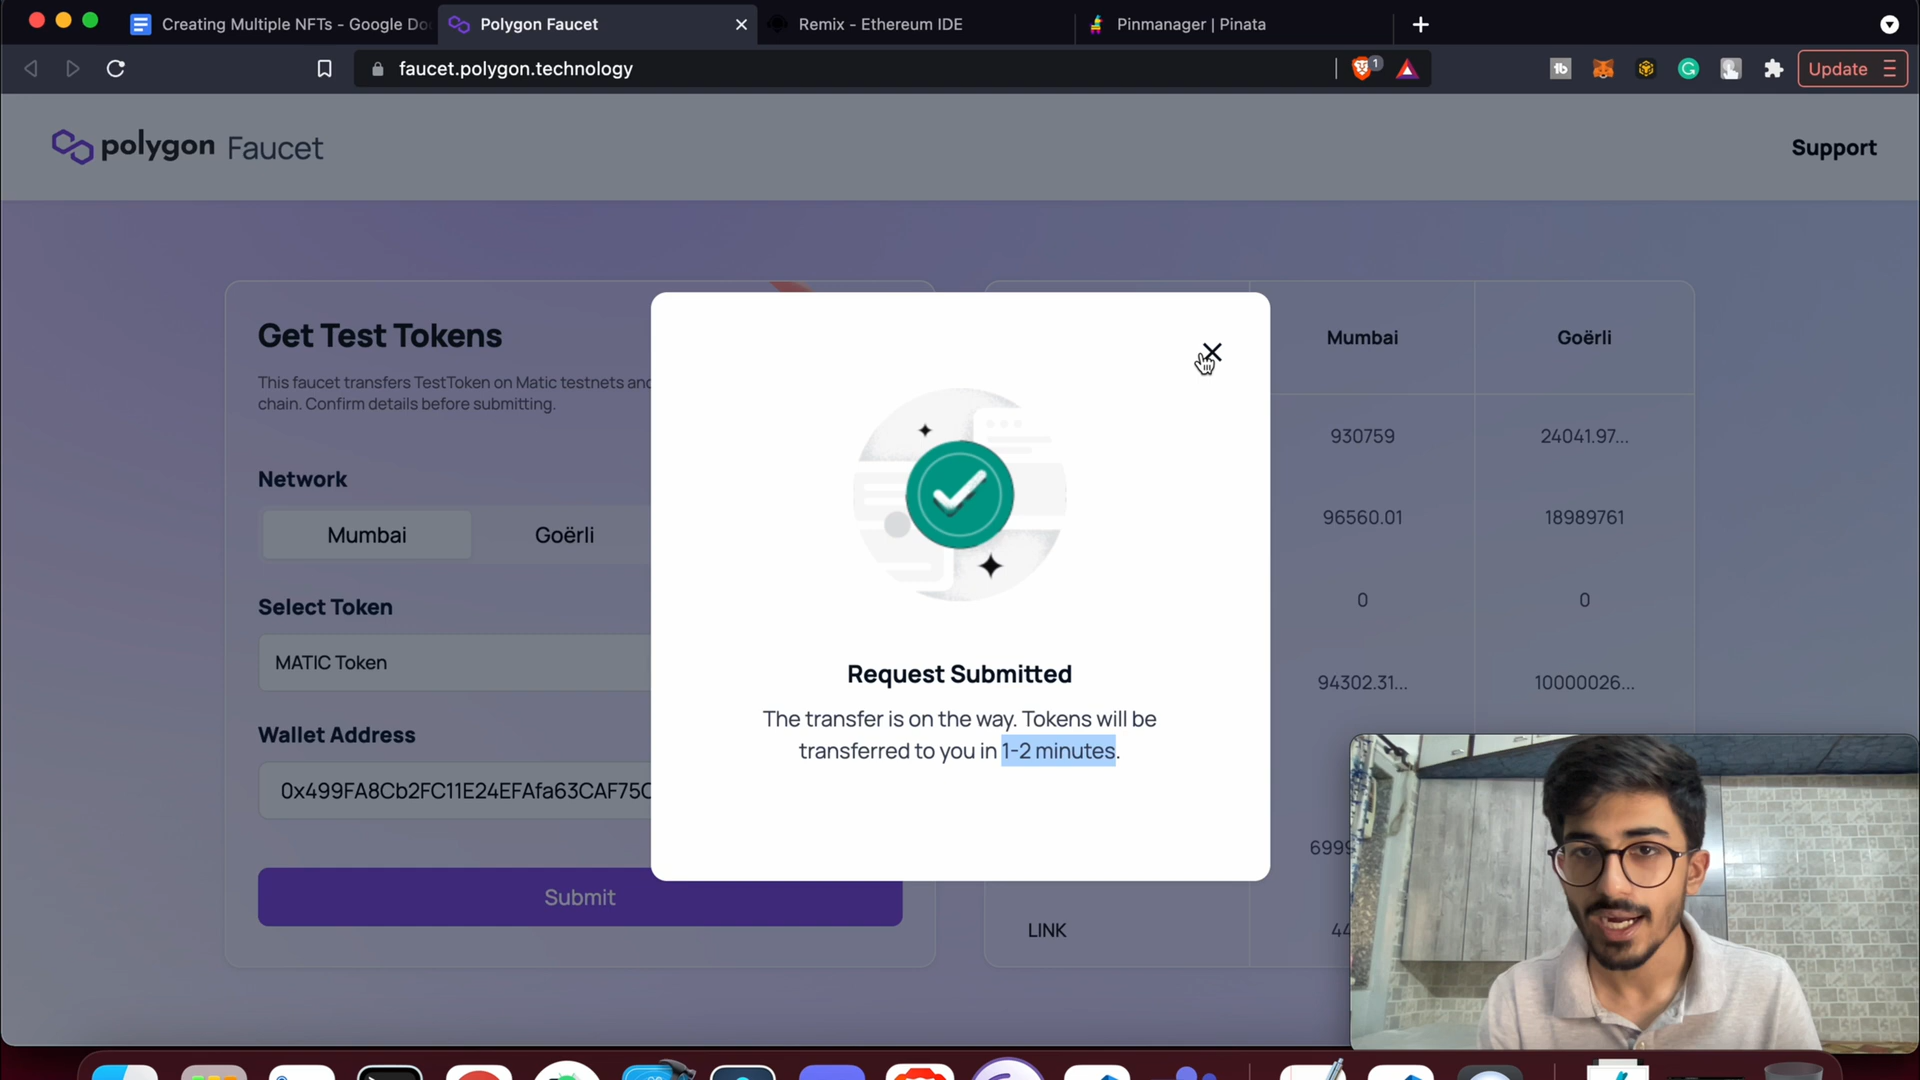 Creating Multiple NFTs - Google Do
Polygon Faucet
Remix - Ethereum IDE
Pinmanager | Pinata
faucet.polygon.technology
1
Update
polygon Faucet
Support
Get Test Tokens
This faucet transfers TestToken on Matic testnets and
chain. Confirm details before submitting.
Network
Mumbai
Goërli
Select Token
MATIC Token
Wallet Address
0x499FA8Cb2FC11E24EFAfa63CAF75C
Submit
Request Submitted
The transfer is on the way. Tokens will be
transferred to you in 1-2 minutes.
Mumbai
Goërli
930759
24041.97...
96560.01
18989761
0
0
94302.31...
10000026...
6999
LINK
44